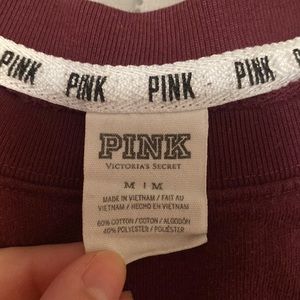 PINK PINK PINK PINK PINK
PINK
VICTORIA'S SECRET
M | M
MADE IN VIETNAM / FAIT AU
VIETNAM / HECHO EN VIETNAM
60% COTTON / COTON / ALGODÓN
40% POLYESTER / POLIÉSTER